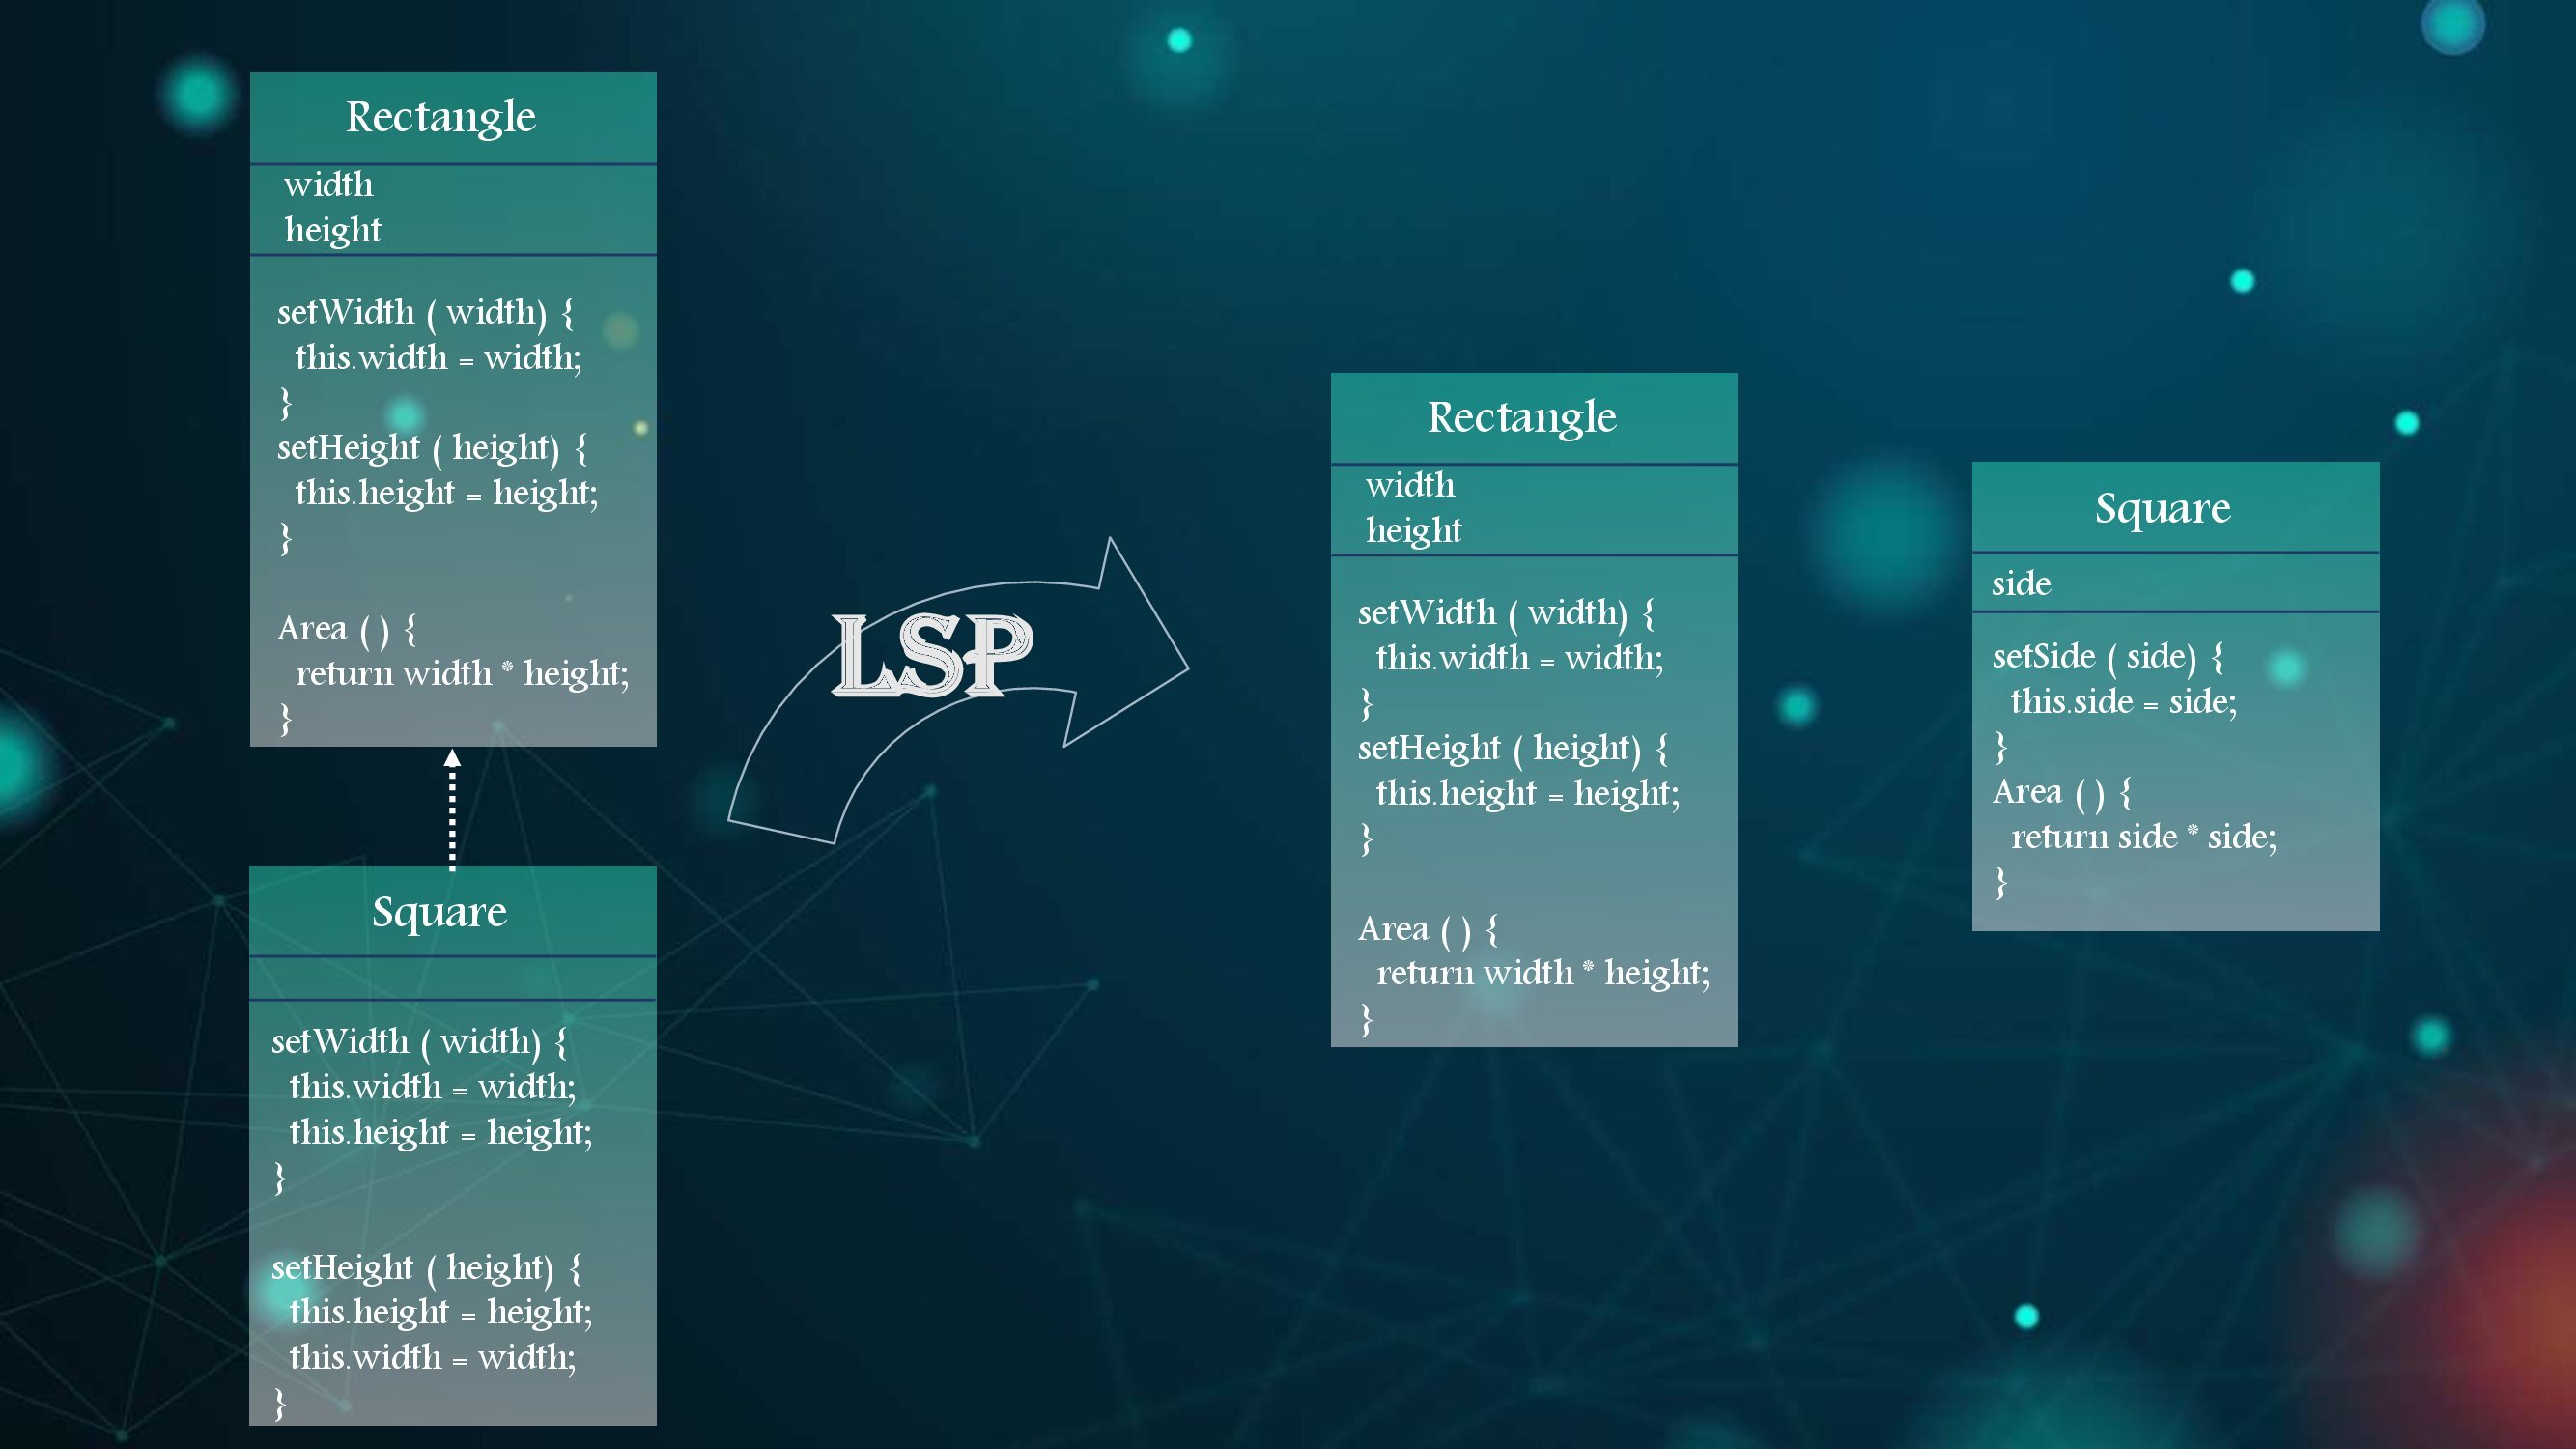 Rectangle
width
height
setWidth ( width) {
this.width = width;
}
setHeight ( height) {
this.height = height;
}
Area ( ) {
return width * height;
}
Square
setWidth ( width) {
this.width = width;
this.height = height;
}
setHeight ( height) {
this.height = height;
this.width = width;
}
LSP
Rectangle
width
height
setWidth ( width) {
this.width = width;
}
setHeight ( height) {
this.height = height;
}
Area ( ) {
return width * height;
}
Square
side
setSide ( side) {
this.side = side;
}
Area ( ) {
return side * side;
}